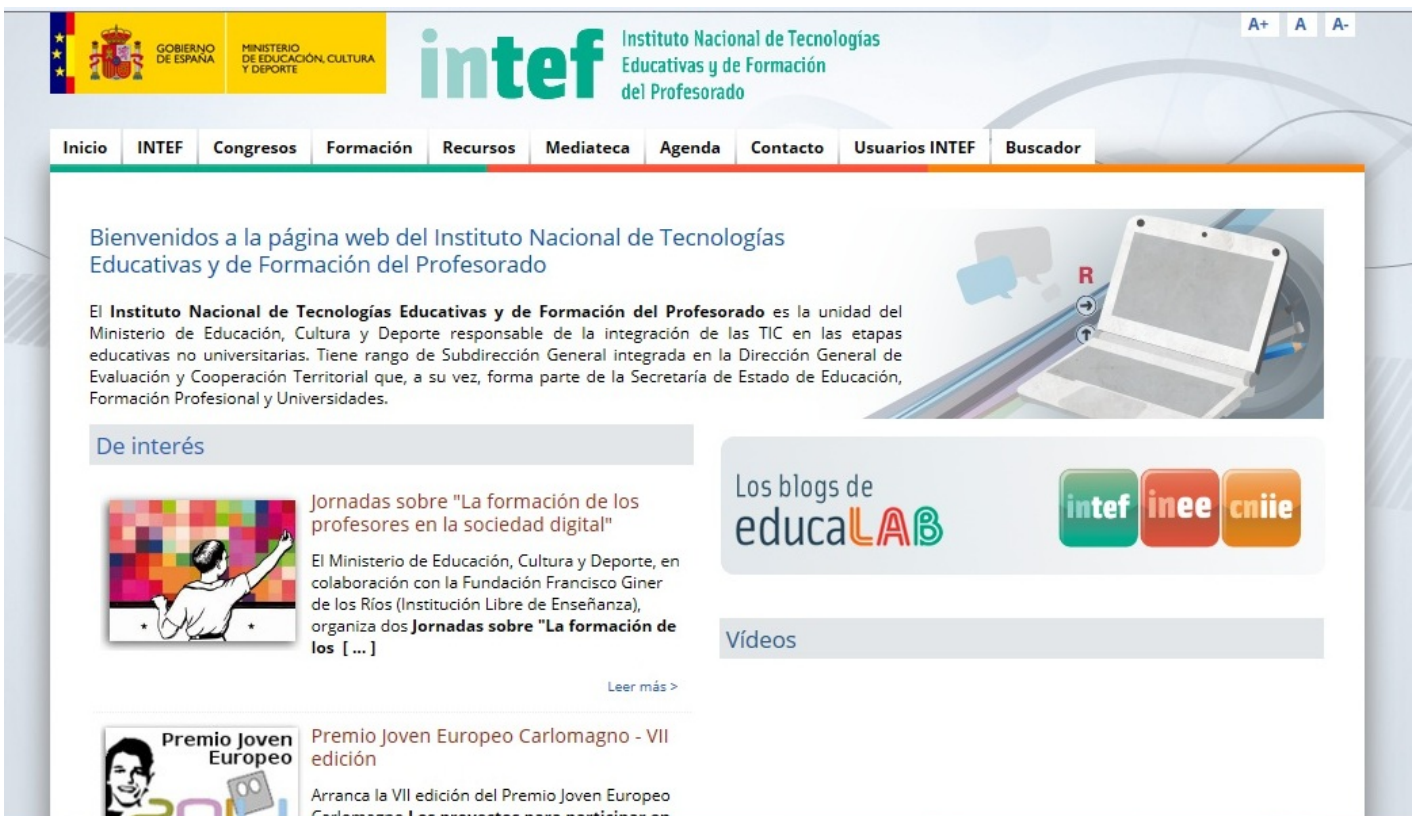 GOBIERNO
DE ESPAÑA
MINISTERIO
DE EDUCACIÓN, CULTURA
Y DEPORTE
intef
Instituto Nacional de Tecnologías
Educativas y de Formación
del Profesorado
A+ A A-
Inicio INTEF Congresos Formación Recursos Mediateca Agenda Contacto Usuarios INTEF Buscador
Bienvenidos a la página web del Instituto Nacional de Tecnologías
Educativas y de Formación del Profesorado
El Instituto Nacional de Tecnologías Educativas y de Formación del Profesorado es la unidad del
Ministerio de Educación, Cultura y Deporte responsable de la integración de las TIC en las etapas
educativas no universitarias. Tiene rango de Subdirección General integrada en la Dirección General de
Evaluación y Cooperación Territorial que, a su vez, forma parte de la Secretaría de Estado de Educación,
Formación Profesional y Universidades.
R
De interés
Jornadas sobre "La formación de los
profesores en la sociedad digital"
El Ministerio de Educación, Cultura y Deporte, en
colaboración con la Fundación Francisco Giner
de los Ríos (Institución Libre de Enseñanza),
organiza dos Jornadas sobre "La formación de
los [ ... ]
Leer más >
Premio Joven
Europeo
Premio Joven Europeo Carlomagno - VII
edición
Arranca la VII edición del Premio Joven Europeo
Los blogs de
educaLAB
intef inee cniie
Vídeos